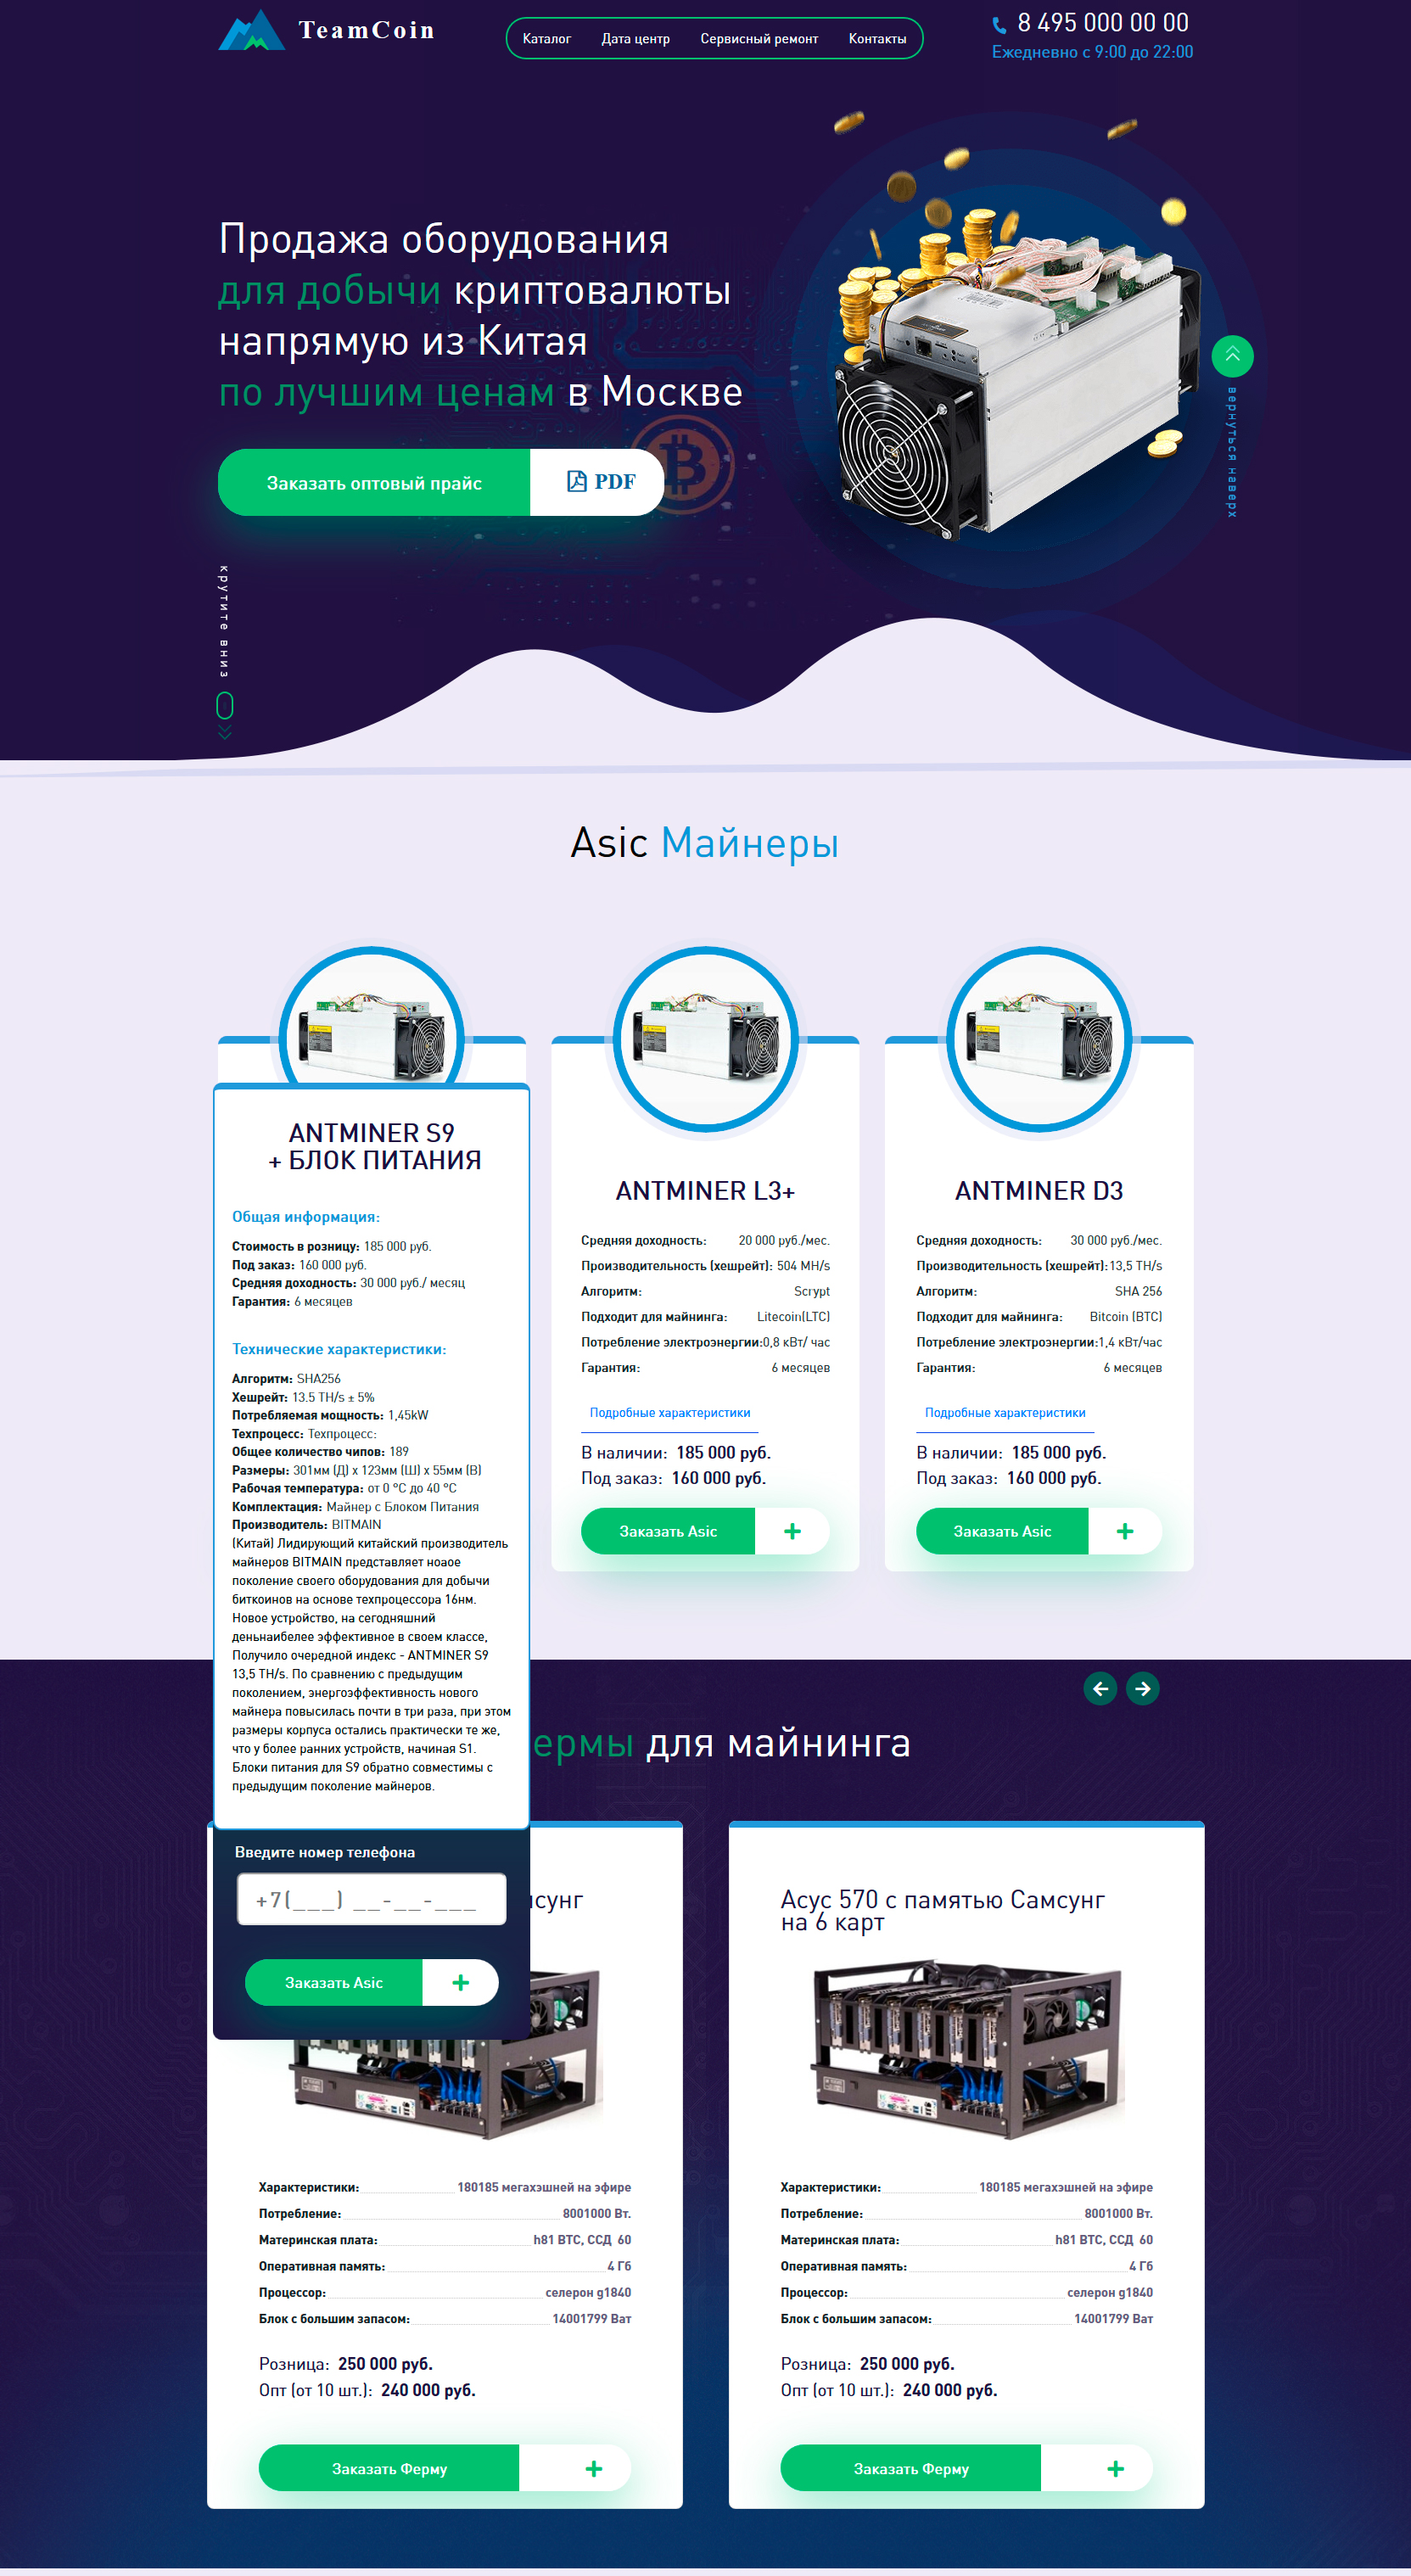 TeamCoin
Каталог
Дата центр
Сервисный ремонт
Контакты
8 495 000 00 00
Ежедневно с 9:00 до 22:00
Продажа оборудования
для добычи криптовалюты
напрямую из Китая
по лучшим ценам в Москве
вернуться наверх
Заказать оптовый прайс
PDF
крутите вниз
Asic Майнеры
ANTMINER S9
+ БЛОК ПИТАНИЯ
Общая информация:
Стоимость в розницу: 185 000 руб.
Под заказ: 160 000 руб.
Средняя доходность: 30 000 руб./ месяц
Гарантия: 6 месяцев
Технические характеристики:
Алгоритм: SHA256
Хешрейт: 13.5 TH/s ± 5%
Потребляемая мощность: 1,45kW
Техпроцесс: Техпроцесс:
Общее количество чипов: 189
Размеры: 301мм (Д) x 123мм (Ш) x 55мм (В)
Рабочая температура: от 0 °C до 40 °C
Комплектация: Майнер с Блоком Питания
Производитель: BITMAIN
(Китай) Лидирующий китайский производитель
майнеров BITMAIN представляет ноаое
поколение своего оборудования для добычи
биткоинов на основе техпроцессора 16нм.
Новое устройство, на сегодняшний
деньнаибелее эффективное в своем классе,
Получило очередной индекс - ANTMINER S9
13,5 TH/s. По сравнению с предыдущим
поколением, энергоэффективность нового
майнера повысилась почти в три раза, при этом
размеры корпуса остались практически те же,
что у более ранних устройств, начиная S1.
Блоки питания для S9 обратно совместимы с
предыдущим поколение майнеров.
Введите номер телефона
+7(___) __-__-___
Заказать Asic
ANTMINER L3+
Средняя доходность: 20 000 руб./мес.
Производительность (хешрейт): 504 MH/s
Алгоритм: Scrypt
Подходит для майнинга: Litecoin(LTC)
Потребление электроэнергии:0,8 кВт/ час
Гарантия: 6 месяцев
Подробные характеристики
В наличии: 185 000 руб.
Под заказ: 160 000 руб.
Заказать Asic
ANTMINER D3
Средняя доходность: 30 000 руб./мес.
Производительность (хешрейт):13,5 TH/s
Алгоритм: SHA 256
Подходит для майнинга: Bitcoin (BTC)
Потребление электроэнергии:1,4 кВт/час
Гарантия: 6 месяцев
Подробные характеристики
В наличии: 185 000 руб.
Под заказ: 160 000 руб.
Заказать Asic
ермы для майнинга
сунг
Характеристики: 180185 мегахэшней на эфире
Потребление: 8001000 Вт.
Материнская плата: h81 BTC, ССД 60
Оперативная память: 4 Гб
Процессор: селерон g1840
Блок с большим запасом: 14001799 Ват
Розница: 250 000 руб.
Опт (от 10 шт.): 240 000 руб.
Заказать Ферму
Асус 570 с памятью Самсунг
на 6 карт
Характеристики: 180185 мегахэшней на эфире
Потребление: 8001000 Вт.
Материнская плата: h81 BTC, ССД 60
Оперативная память: 4 Гб
Процессор: селерон g1840
Блок с большим запасом: 14001799 Ват
Розница: 250 000 руб.
Опт (от 10 шт.): 240 000 руб.
Заказать Ферму